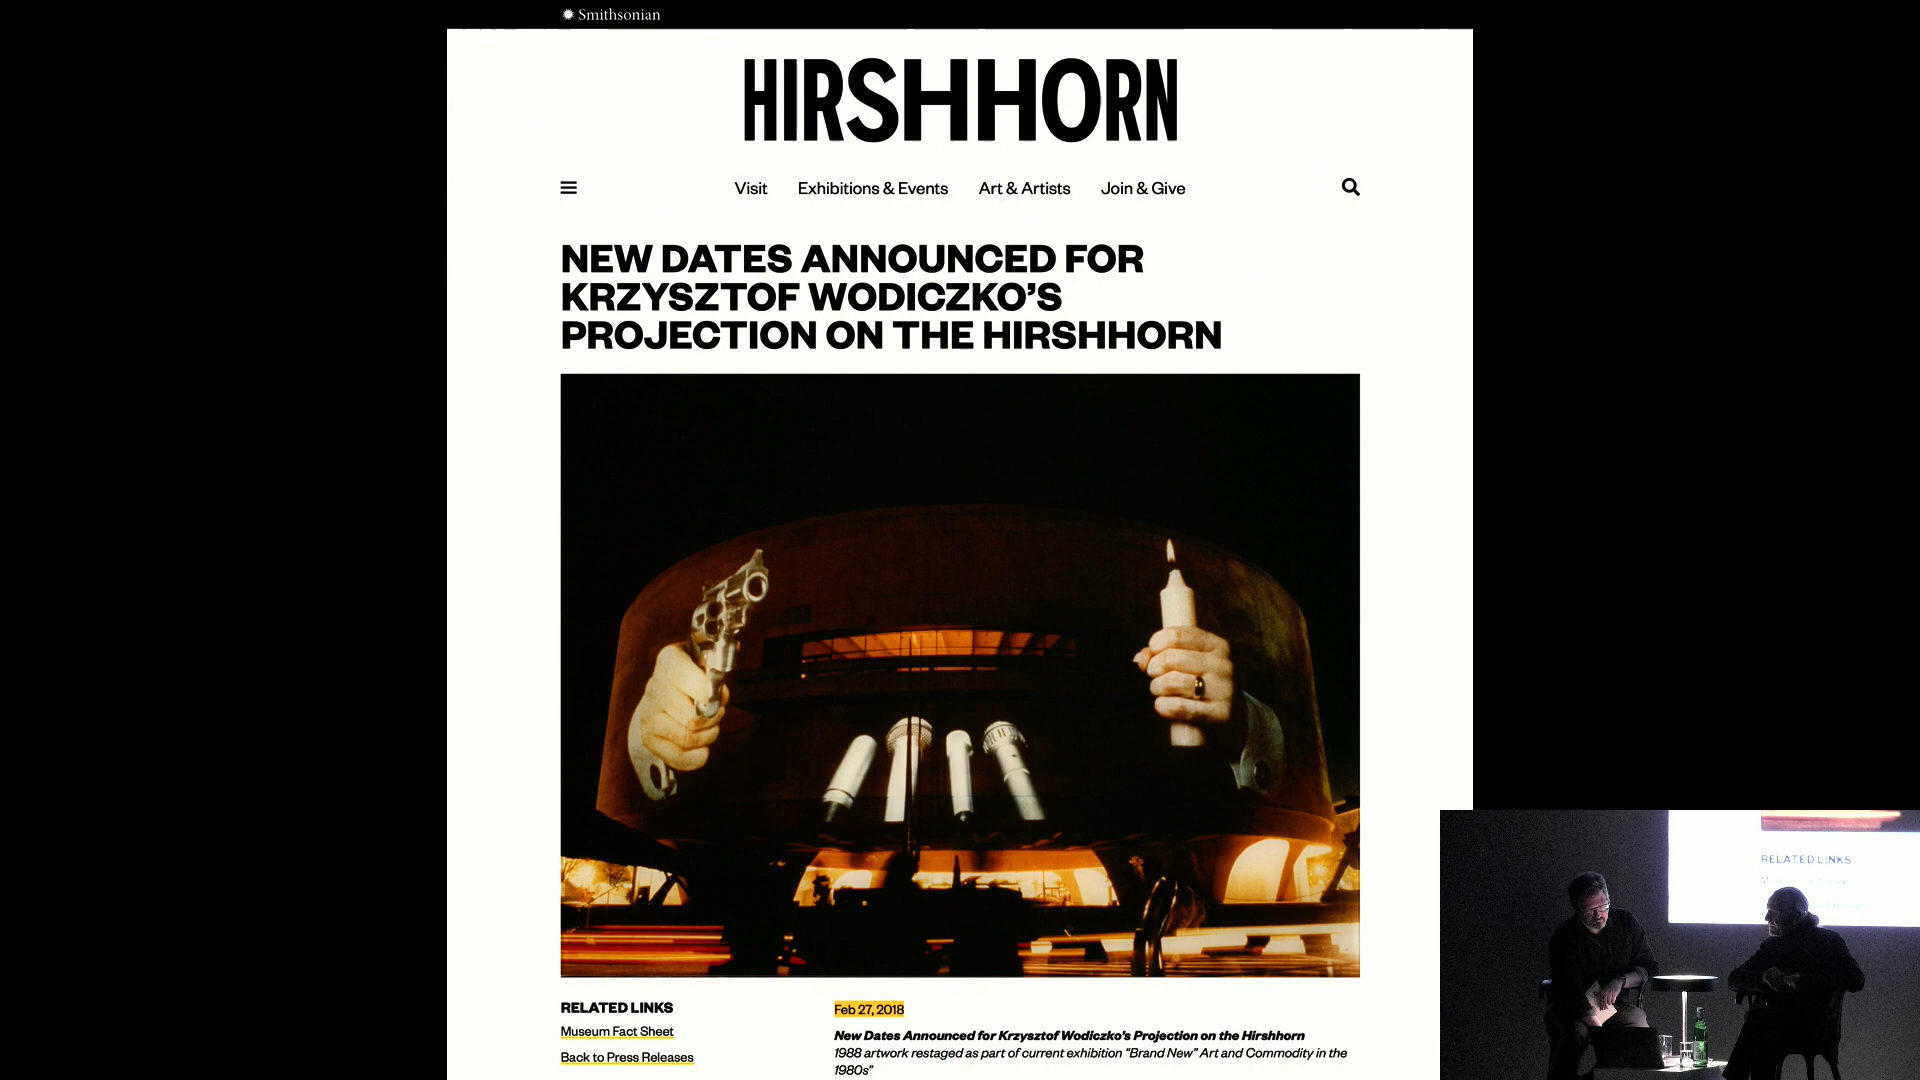 Smithsonian
HIRSHHORN
Visit Exhibitions & Events Art & Artists Join & Give
NEW DATES ANNOUNCED FOR
KRZYSZTOF WODICZKO’S
PROJECTION ON THE HIRSHHORN
RELATED LINKS
Museum Fact Sheet
Back to Press Releases
Feb 27, 2018
New Dates Announced for Krzysztof Wodiczko’s Projection on the Hirshhorn
1988 artwork restaged as part of current exhibition “Brand New” Art and Commodity in the
1980s”
RELATED LINKS